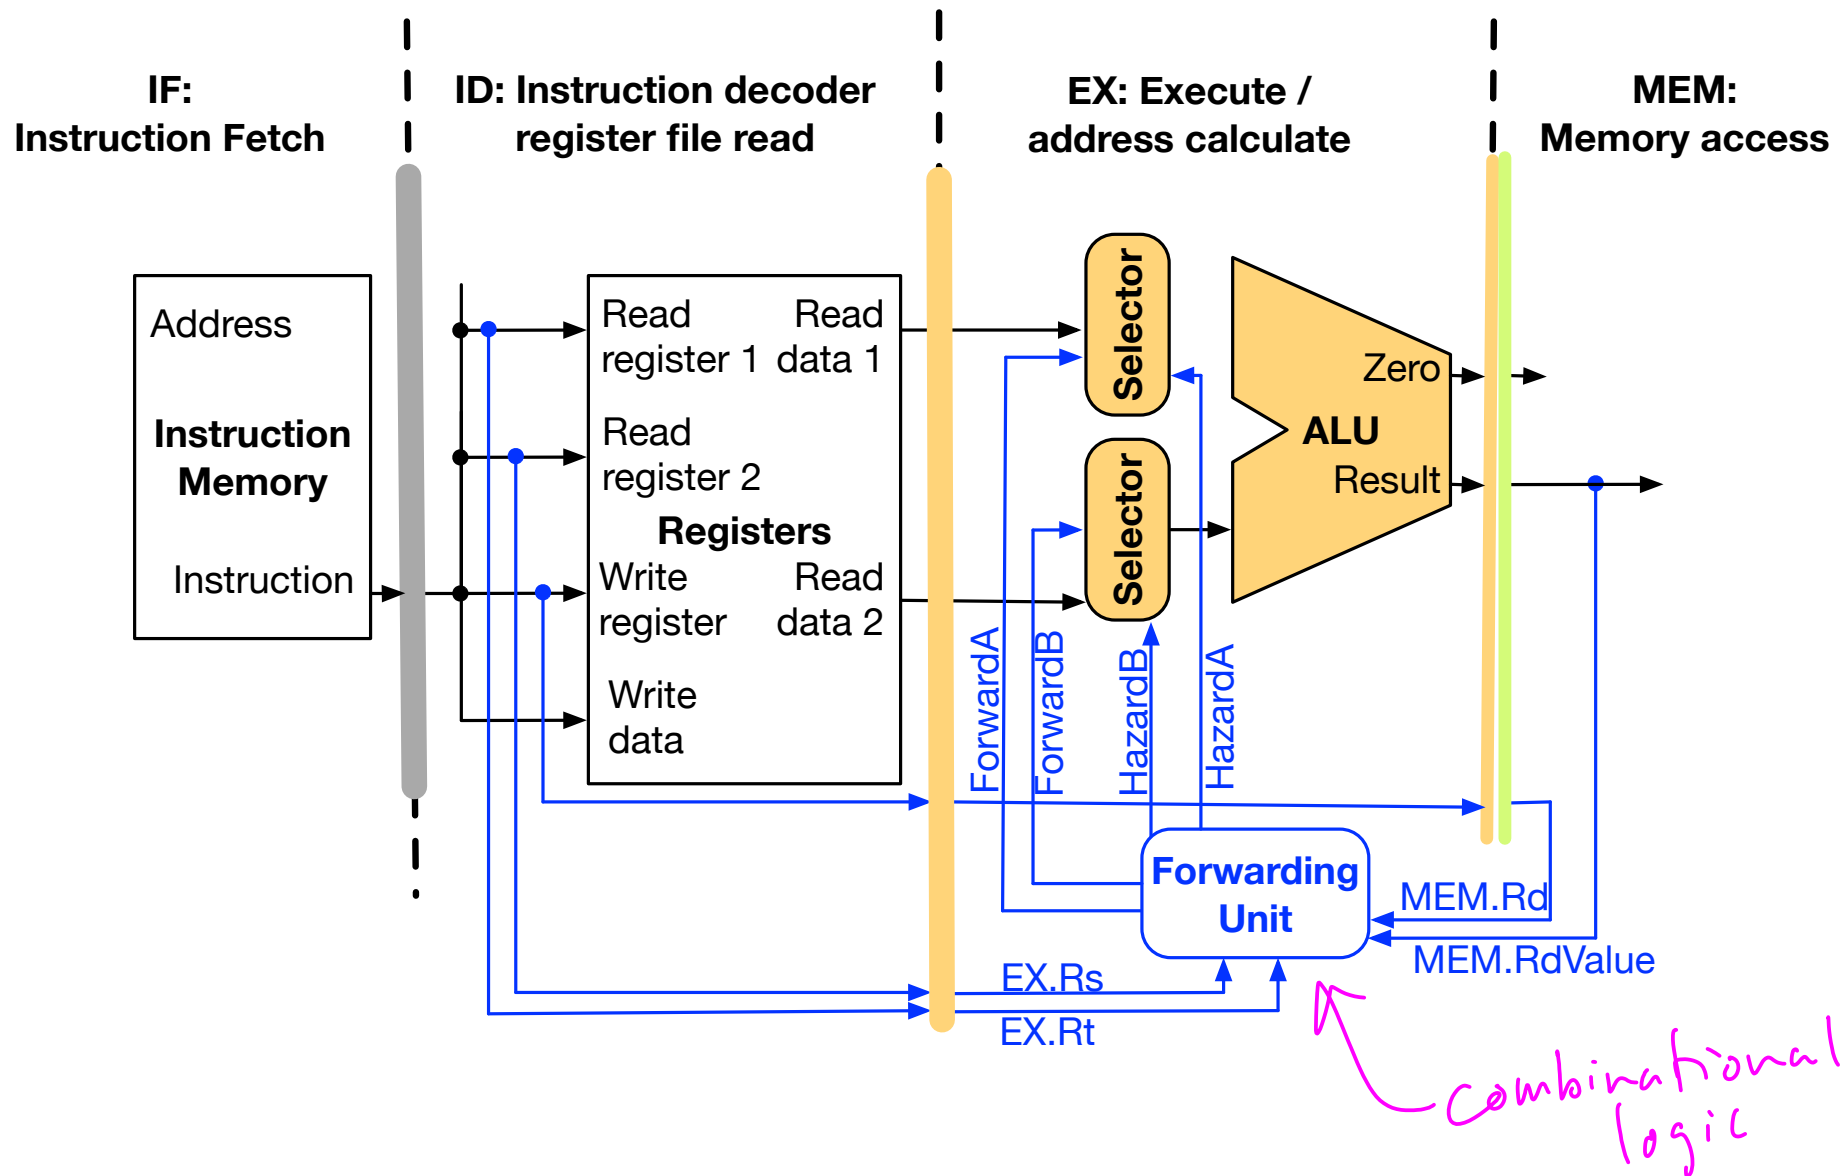 IF:
Instruction Fetch
ID: Instruction decoder
register file read
EX: Execute /
address calculate
MEM:
Memory access
Address
Instruction
Memory
Instruction
Read
register 1
Read
data 1
Read
register 2
Registers
Write
register
Read
data 2
Write
data
Selector
Selector
Zero
ALU
Result
ForwardA
ForwardB
HazardB
HazardA
Forwarding
Unit
MEM.Rd
MEM.RdValue
EX.Rs
EX.Rt
combinational
logic